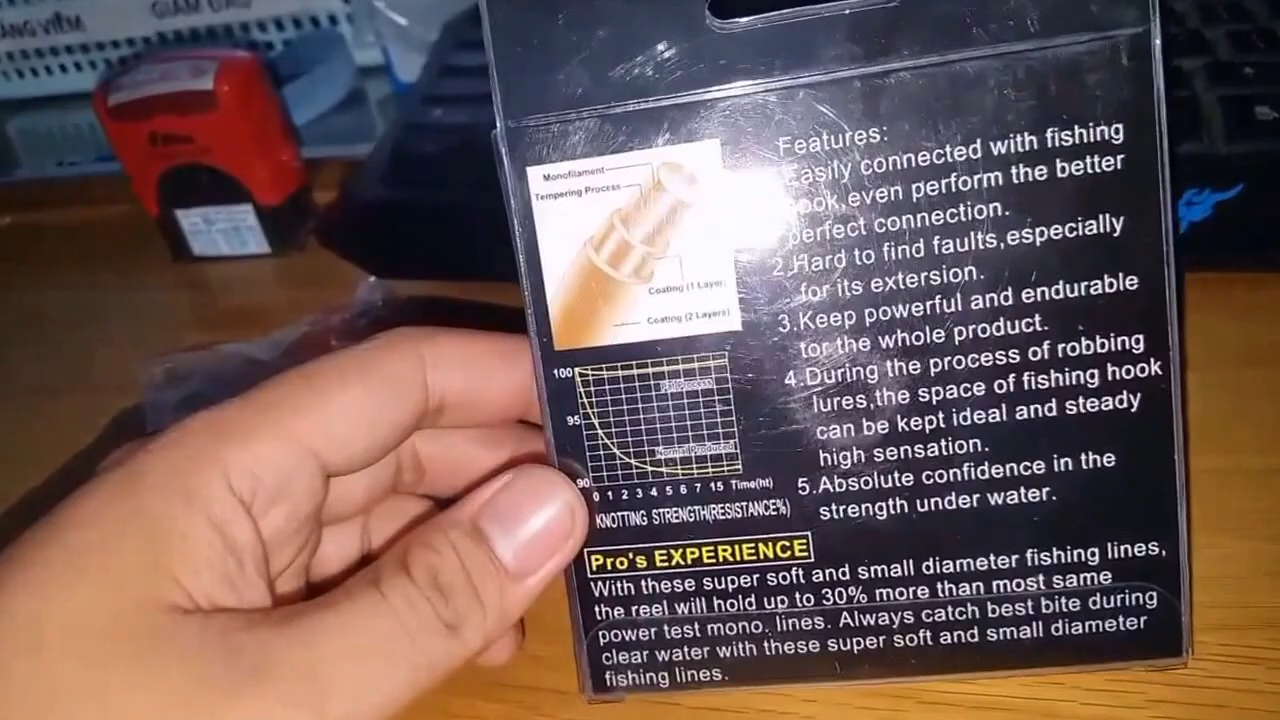 GIẢM ĐAU
Monofilament
Tempering Process
Coating (1 Layer)
Coating (2 Layers)
100
95
90
Process
Normal Produced
0 1 2 3 4 5 6 7 15 Time(ht)
KNOTTING STRENGTH(RESISTANCE%)
Features:
Easily connected with fishing
hook,even perform the better
perfect connection.
2.Hard to find faults,especially
for its extersion.
3.Keep powerful and endurable
for the whole product.
4.During the process of robbing
lures,the space of fishing hook
can be kept ideal and steady
high sensation.
5.Absolute confidence in the
strength under water.
Pro's EXPERIENCE
With these super soft and small diameter fishing lines,
the reel will hold up to 30% more than most same
power test mono. lines. Always catch best bite during
clear water with these super soft and small diameter
fishing lines.